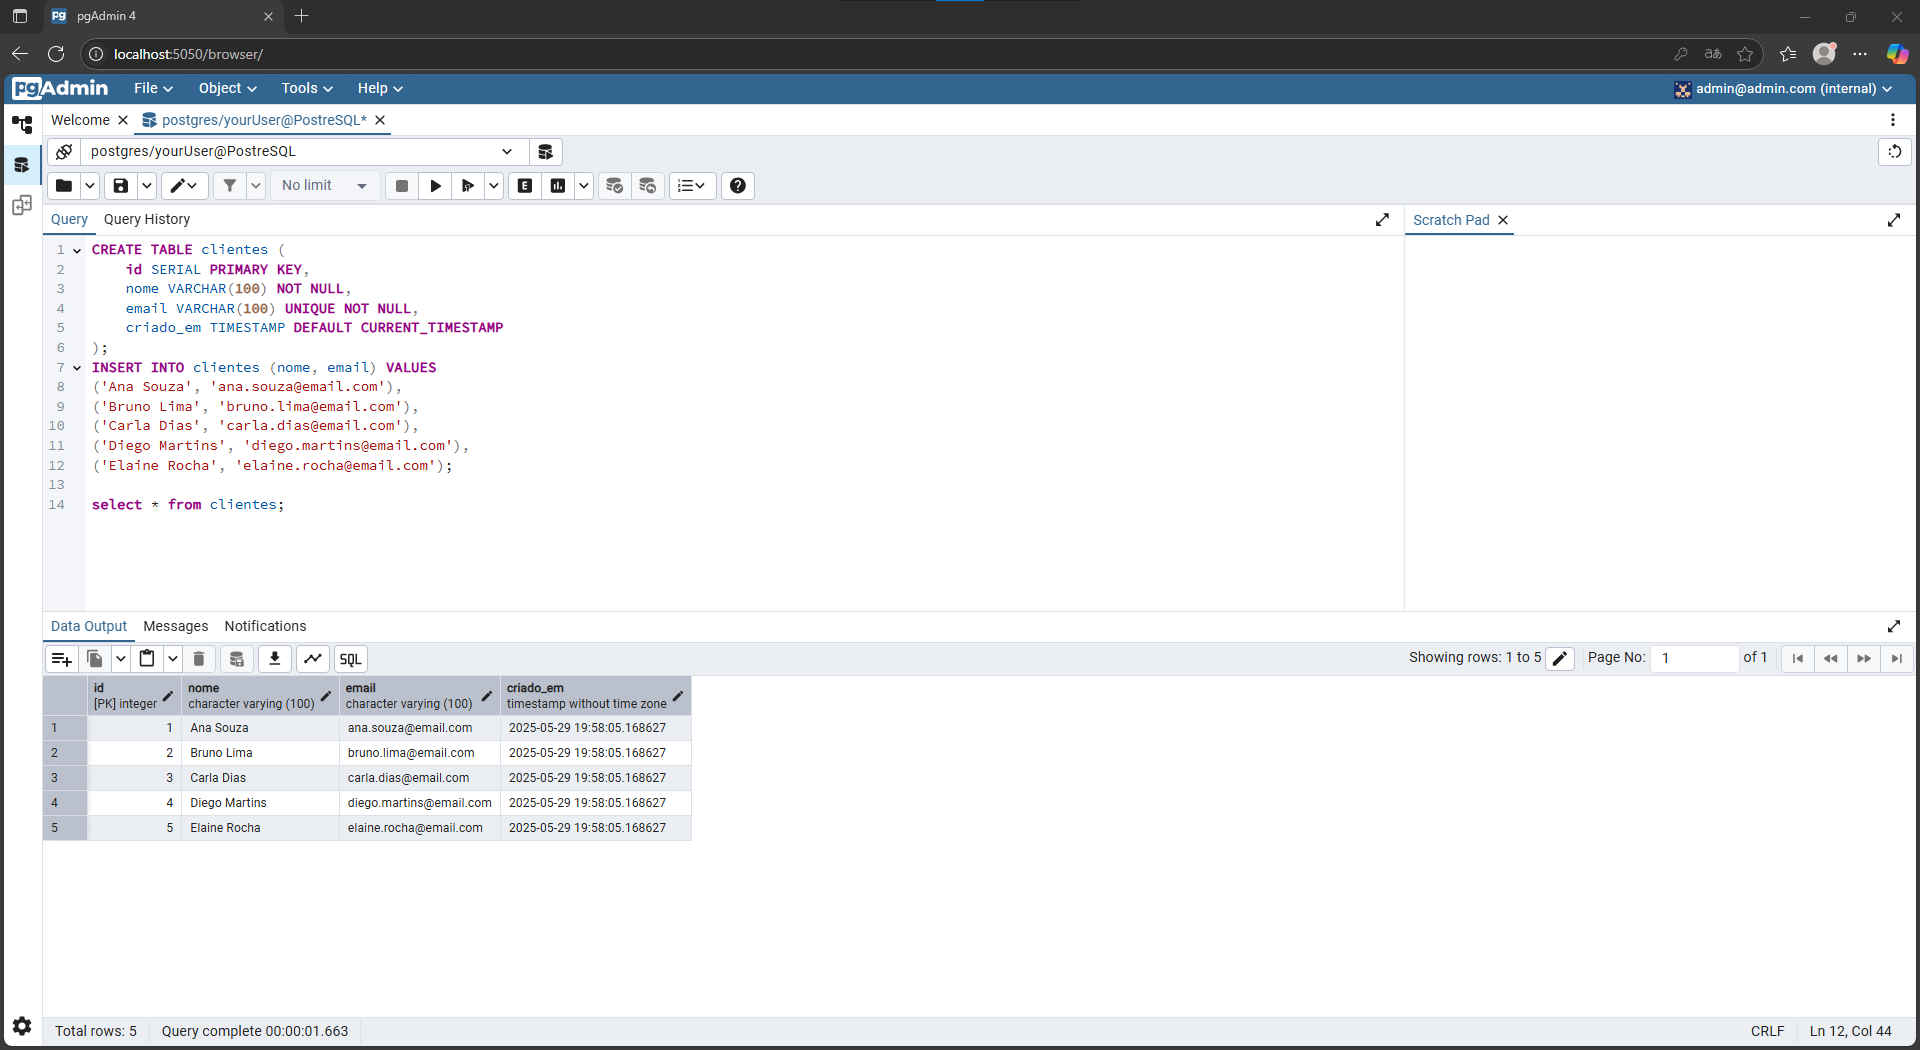 pgAdmin 4
localhost:5050/browser/
pgAdmin File Object Tools Help admin@admin.com (internal)
Welcome postgres/yourUser@PostreSQL*
postgres/yourUser@PostreSQL
No limit E
Query Query History Scratch Pad
1 CREATE TABLE clientes (
2 id SERIAL PRIMARY KEY,
3 nome VARCHAR(100) NOT NULL,
4 email VARCHAR(100) UNIQUE NOT NULL,
5 criado_em TIMESTAMP DEFAULT CURRENT_TIMESTAMP
6 );
7 INSERT INTO clientes (nome, email) VALUES
8 ('Ana Souza', 'ana.souza@email.com'),
9 ('Bruno Lima', 'bruno.lima@email.com'),
10 ('Carla Dias', 'carla.dias@email.com'),
11 ('Diego Martins', 'diego.martins@email.com'),
12 ('Elaine Rocha', 'elaine.rocha@email.com');
13
14 select * from clientes;
Data Output Messages Notifications
SQL Showing rows: 1 to 5 Page No: 1 of 1
id nome email criado_em
[PK] integer character varying (100) character varying (100) timestamp without time zone
1 1 Ana Souza ana.souza@email.com 2025-05-29 19:58:05.168627
2 2 Bruno Lima bruno.lima@email.com 2025-05-29 19:58:05.168627
3 3 Carla Dias carla.dias@email.com 2025-05-29 19:58:05.168627
4 4 Diego Martins diego.martins@email.com 2025-05-29 19:58:05.168627
5 5 Elaine Rocha elaine.rocha@email.com 2025-05-29 19:58:05.168627
Total rows: 5 Query complete 00:00:01.663 CRLF Ln 12, Col 44